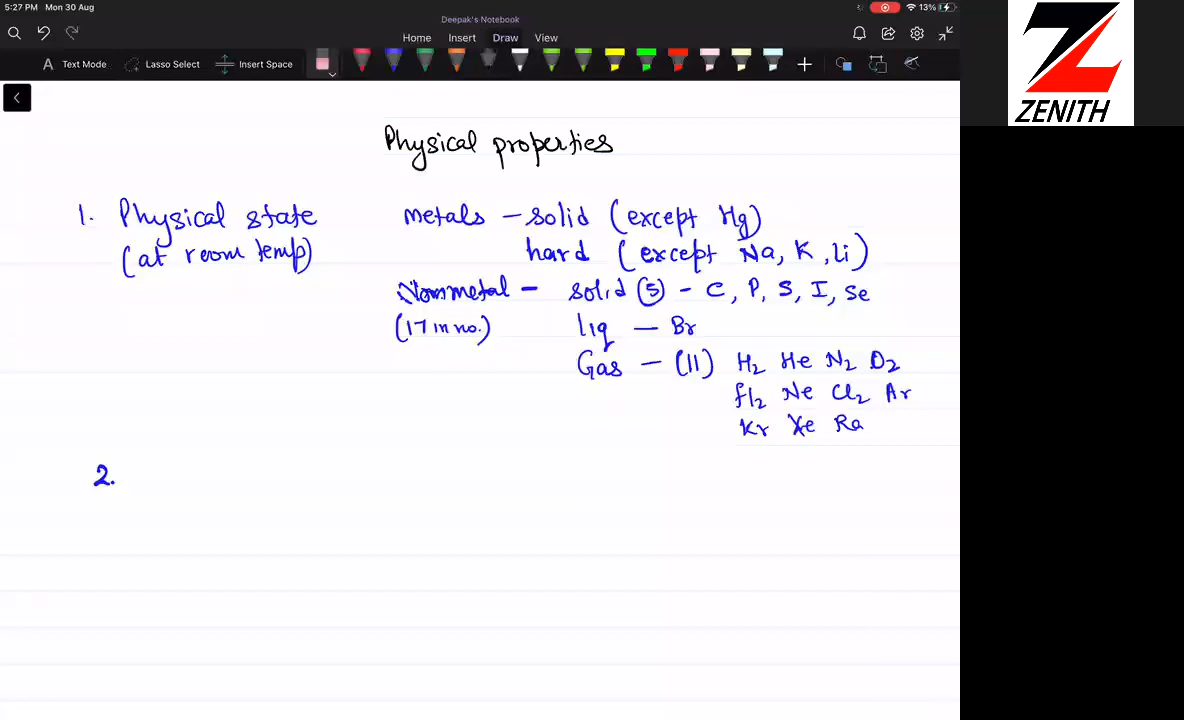 5:27 PM Mon 30 Aug
13%
Deepak's Notebook
Home Insert Draw View
Text Mode Lasso Select Insert Space
ZENITH
Physical properties
1. Physical state metals - solid (except Hg)
(at room temp) hard (except Na, K, Li)
Nonmetal - solid (5) - C, P, S, I, Se
(17 in no.) liq - Br
Gas - (11) H2 He N2 O2
Fl2 Ne Cl2 Ar
Kr Xe Ra
2.